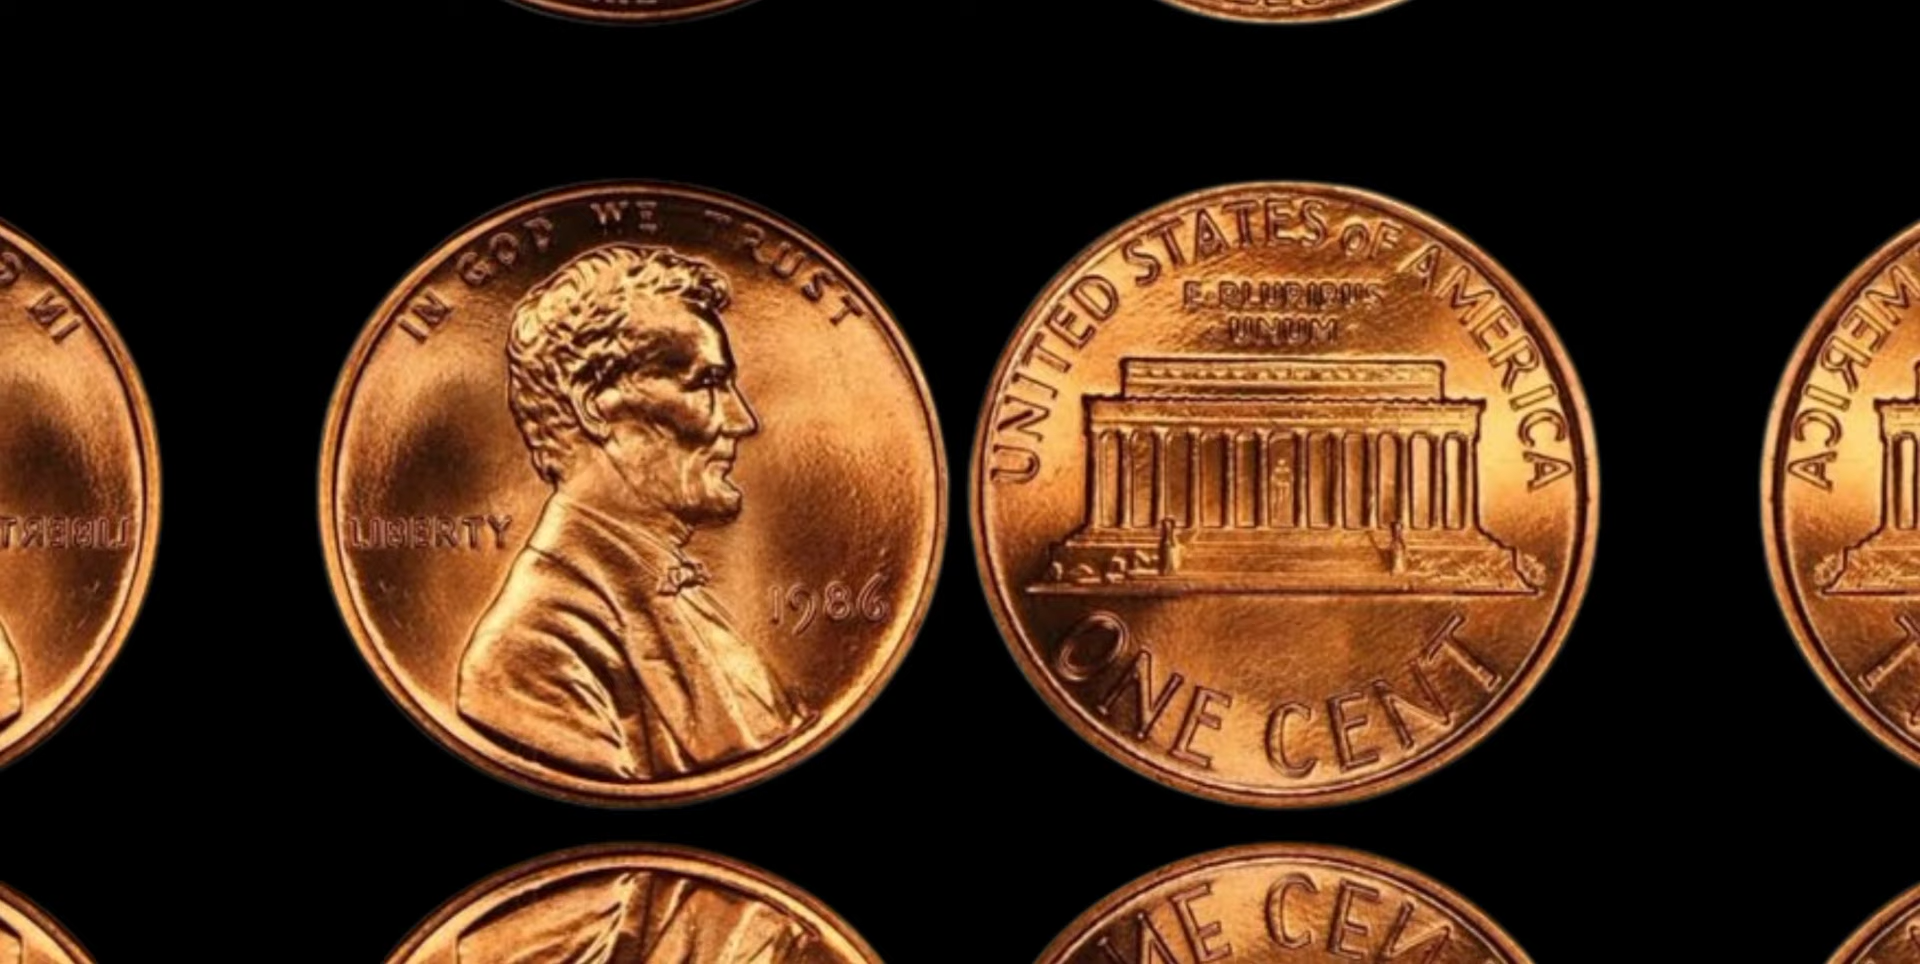 IN GOD WE TRUST
LIBERTY
1986
UNITED STATES OF AMERICA
E PLURIBUS
UNUM
ONE CENT